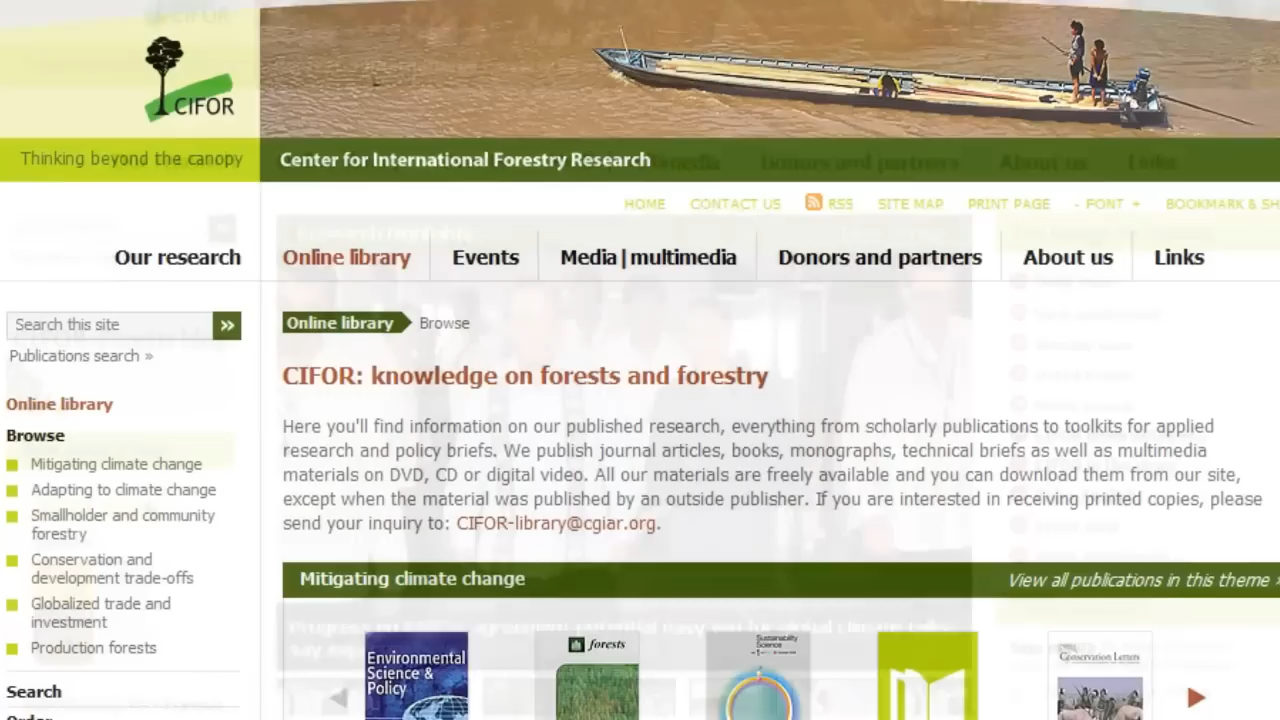 CIFOR
Thinking beyond the canopy
Center for International Forestry Research
HOME CONTACT US RSS SITE MAP PRINT PAGE - FONT + BOOKMARK & SH
Our research Online library Events Media|multimedia Donors and partners About us Links
Search this site »
Publications search »
Online library Browse
CIFOR: knowledge on forests and forestry
Here you'll find information on our published research, everything from scholarly publications to toolkits for applied
research and policy briefs. We publish journal articles, books, monographs, technical briefs as well as multimedia
materials on DVD, CD or digital video. All our materials are freely available and you can download them from our site,
except when the material was published by an outside publisher. If you are interested in receiving printed copies, please
send your inquiry to: CIFOR-library@cgiar.org.
Online library
Browse
Mitigating climate change
Adapting to climate change
Smallholder and community
forestry
Conservation and
development trade-offs
Globalized trade and
investment
Production forests
Search
Order
Mitigating climate change View all publications in this theme »
Environmental
Science &
Policy
forests
Sustainability
Science
Conservation Letters